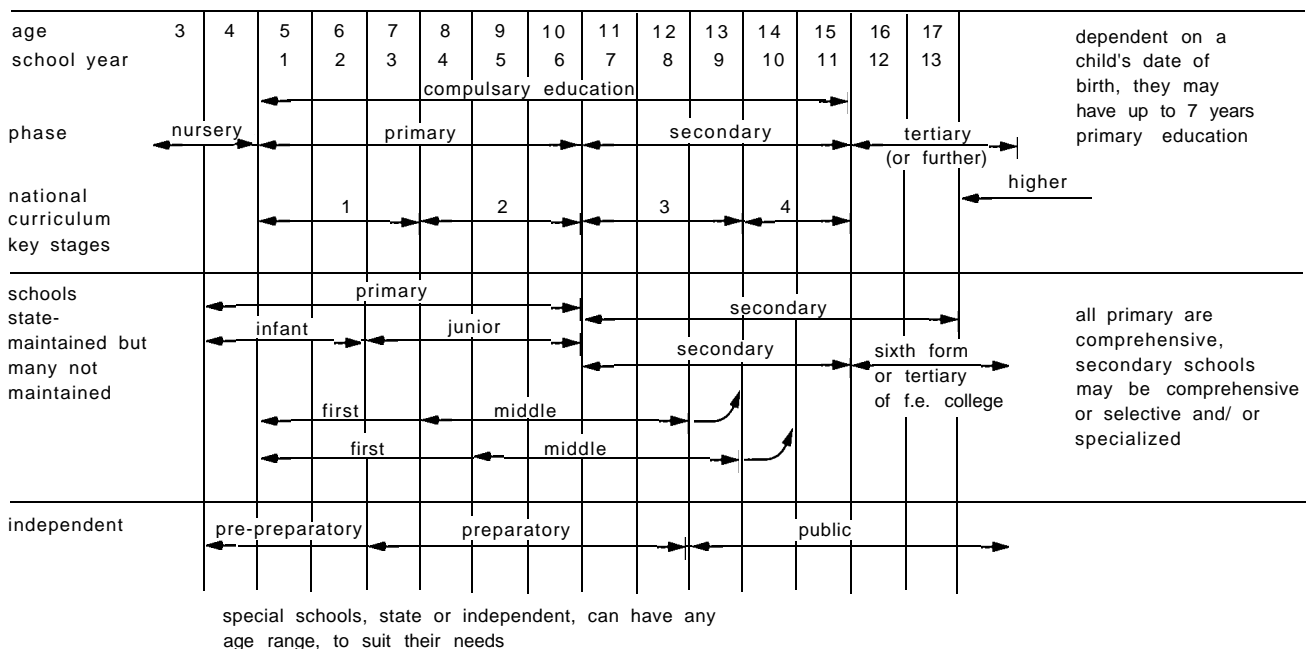 age 3 4 5 6 7 8 9 10 11 12 13 14 15 16 17
school year 1 2 3 4 5 6 7 8 9 10 11 12 13
dependent on a
child's date of
birth, they may
have up to 7 years
primary education
compulsary education
phase nursery primary secondary tertiary
(or further)
higher
national
curriculum
key stages
1 2 3 4
schools
state-
maintained but
many not
maintained
primary secondary
infant junior
secondary sixth form
or tertiary
of f.e. college
first middle
first middle
all primary are
comprehensive,
secondary schools
may be comprehensive
or selective and/ or
specialized
independent pre-preparatory preparatory public
special schools, state or independent, can have any
age range, to suit their needs